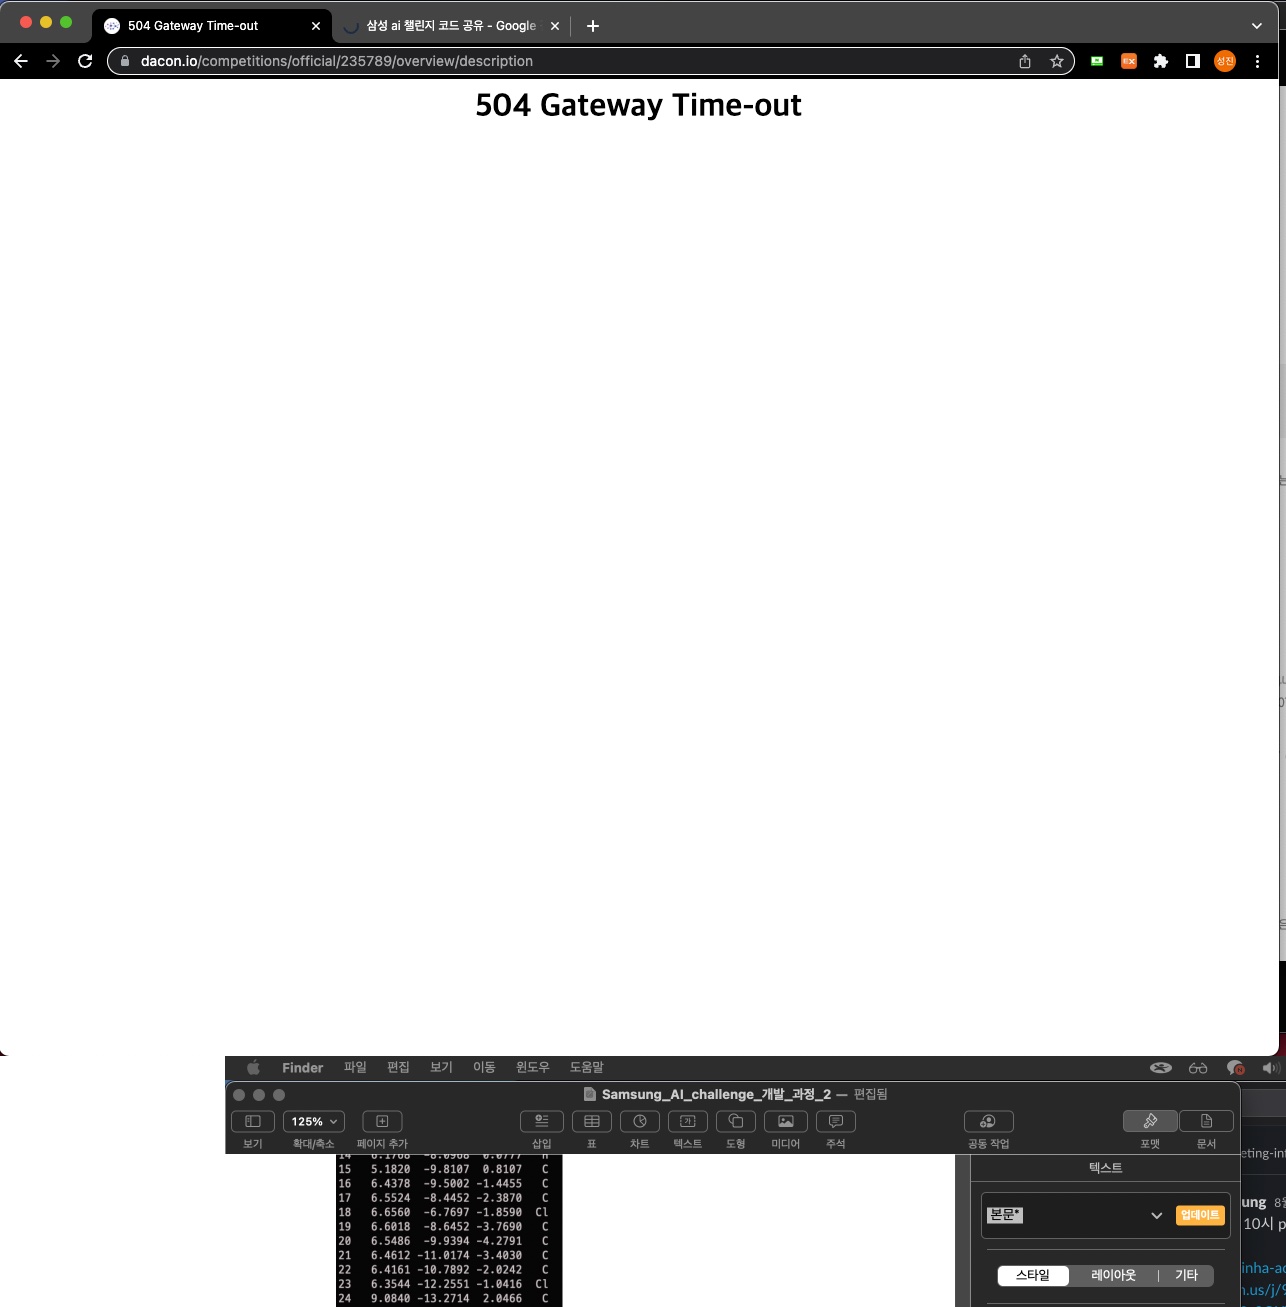 504 Gateway Time-out
삼성 ai 챌린지 코드 공유 - Google
dacon.io/competitions/official/235789/overview/description
성진
504 Gateway Time-out
Finder 파일 편집 보기 이동 윈도우 도움말
Samsung_AI_challenge_개발_과정_2 — 편집됨
125%
보기 확대/축소 페이지 추가 삽입 표 차트 텍스트 도형 미디어 주석 공동 작업 포맷 문서
텍스트
15 5.1820 -9.8107 0.8107 C
16 6.4378 -9.5002 -1.4455 C
17 6.5524 -8.4452 -2.3870 C
18 6.6560 -6.7697 -1.8590 Cl
19 6.6018 -8.6452 -3.7690 C
20 6.5486 -9.9394 -4.2791 C
21 6.4612 -11.0174 -3.4030 C
22 6.4161 -10.7892 -2.0242 C
23 6.3544 -12.2551 -1.0416 Cl
24 9.0840 -13.2714 2.0466 C
본문*
업데이트
스타일 레이아웃 기타
eting-in
ung
10시 p
inha-a
n.us/j/9